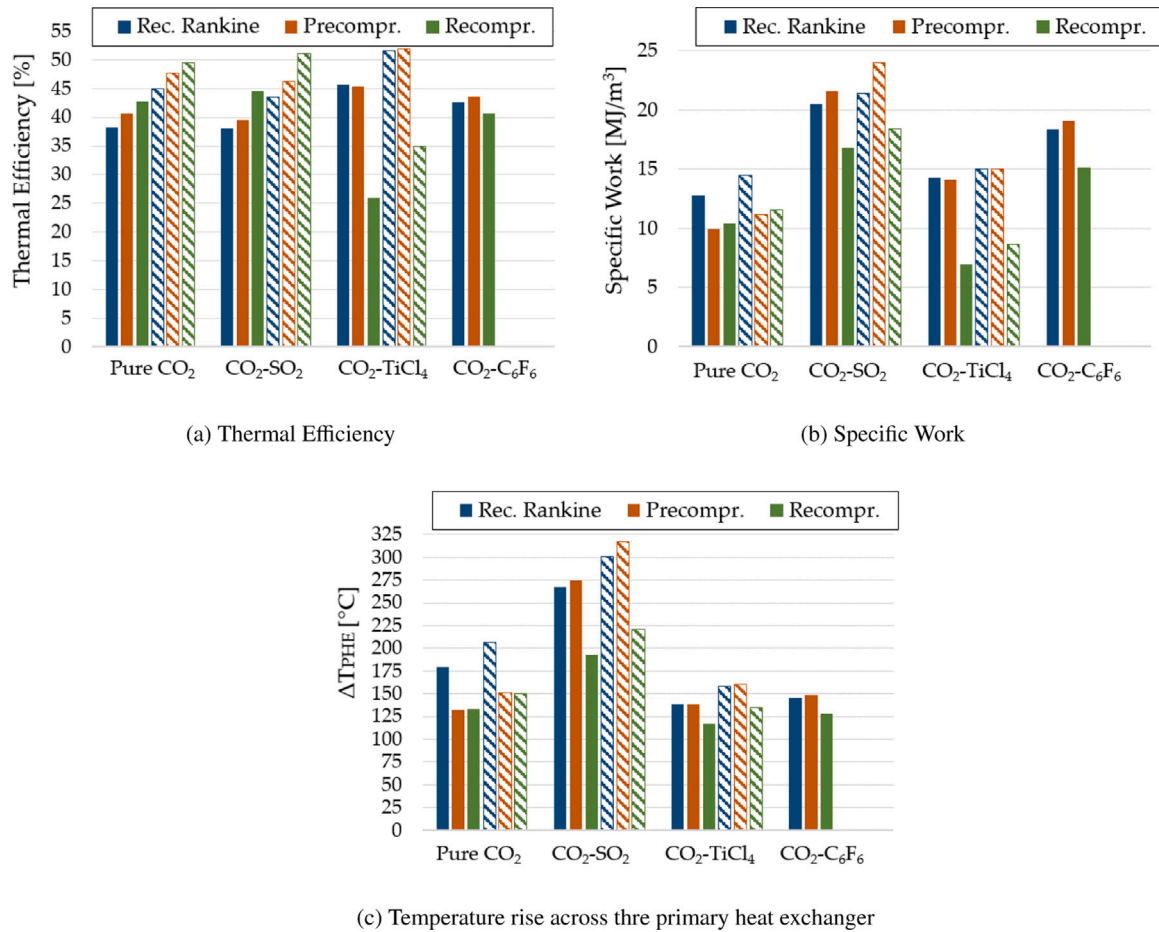 Rec. Rankine Precompr. Recompr.
Thermal Efficiency [%]
55
50
45
40
35
30
25
20
15
10
5
0
Pure CO₂ CO₂-SO₂ CO₂-TiCl₄ CO₂-C₆F₆
(a) Thermal Efficiency
Rec. Rankine Precompr. Recompr.
Specific Work [MJ/m³]
25
20
15
10
5
0
Pure CO₂ CO₂-SO₂ CO₂-TiCl₄ CO₂-C₆F₆
(b) Specific Work
Rec. Rankine Precompr. Recompr.
ΔTPHE [°C]
325
300
275
250
225
200
175
150
125
100
75
50
25
0
Pure CO₂ CO₂-SO₂ CO₂-TiCl₄ CO₂-C₆F₆
(c) Temperature rise across thre primary heat exchanger